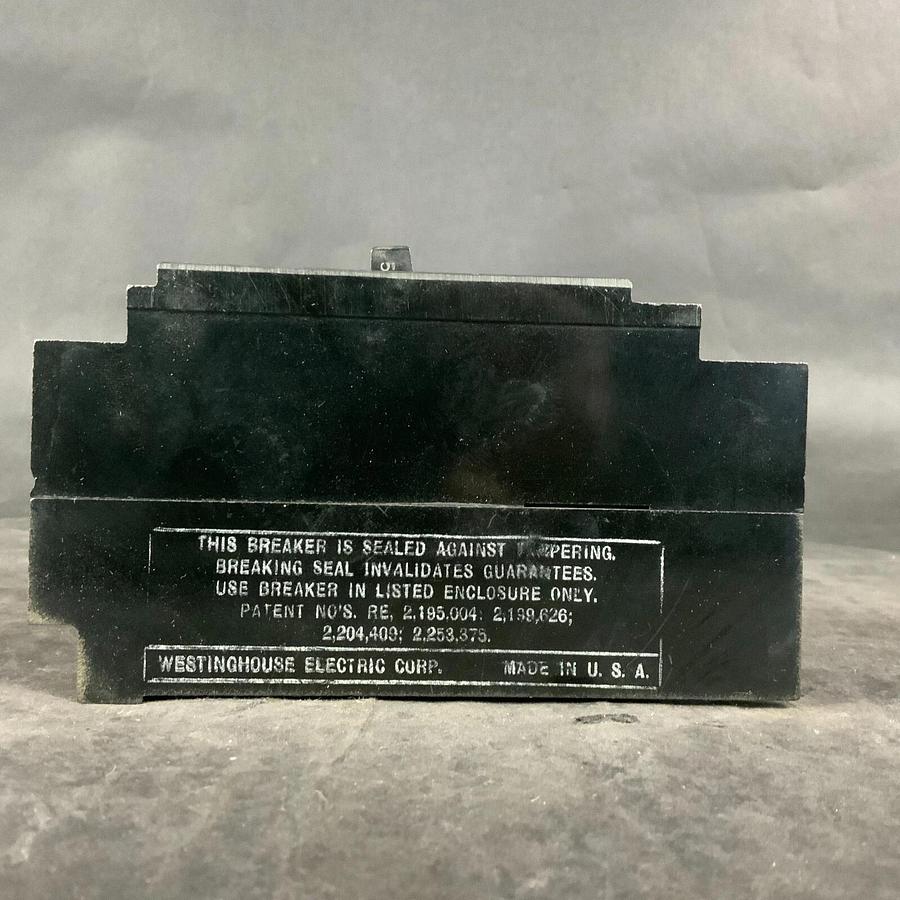 5
THIS BREAKER IS SEALED AGAINST TAMPERING.
BREAKING SEAL INVALIDATES GUARANTEES.
USE BREAKER IN LISTED ENCLOSURE ONLY.
PATENT NO'S. RE, 2,195,004; 2,199,626;
2,204,409; 2,253,375.
WESTINGHOUSE ELECTRIC CORP. MADE IN U. S. A.